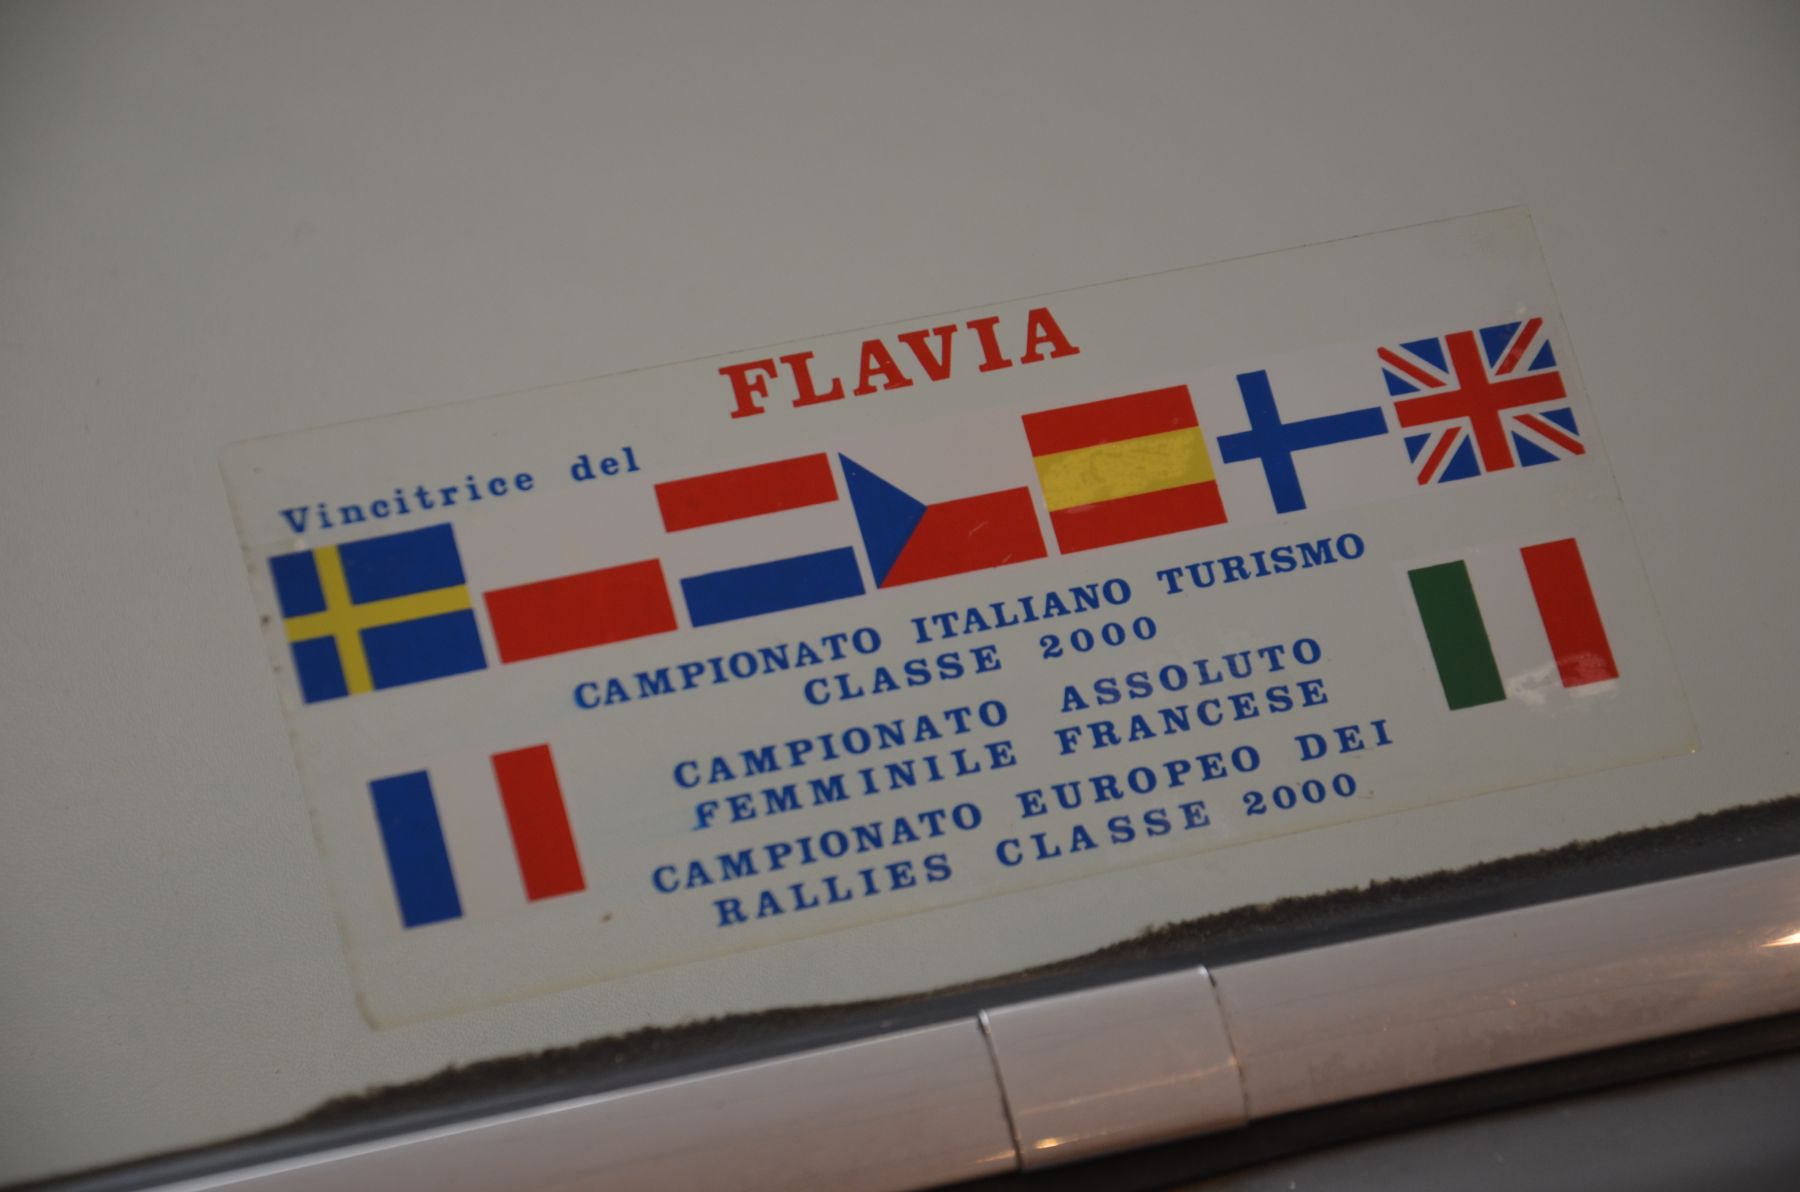 FLAVIA
Vincitrice del
CAMPIONATO ITALIANO TURISMO
CLASSE 2000
CAMPIONATO ASSOLUTO
FEMMINILE FRANCESE
CAMPIONATO EUROPEO DEI
RALLIES CLASSE 2000